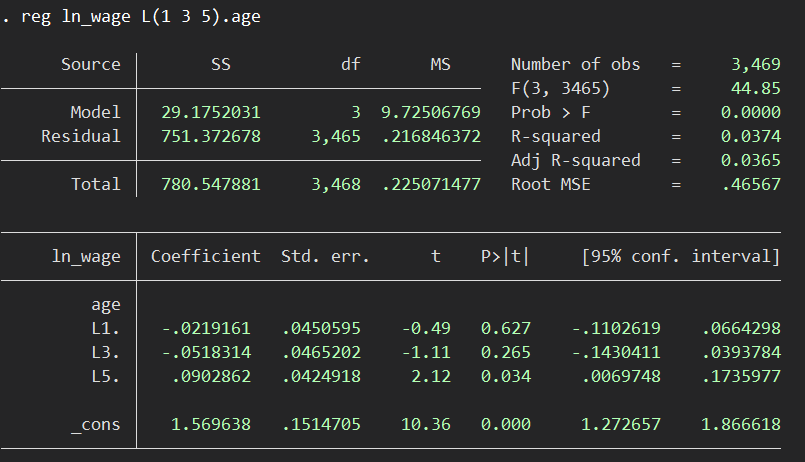 . reg ln_wage L(1 3 5).age
Source | SS df MS Number of obs = 3,469
F(3, 3465) = 44.85
Model | 29.1752031 3 9.72506769 Prob > F = 0.0000
Residual | 751.372678 3,465 .216846372 R-squared = 0.0374
Adj R-squared = 0.0365
Total | 780.547881 3,468 .225071477 Root MSE = .46567
ln_wage | Coefficient Std. err. t P>|t| [95% conf. interval]
age
L1. | -.0219161 .0450595 -0.49 0.627 -.1102619 .0664298
L3. | -.0518314 .0465202 -1.11 0.265 -.1430411 .0393784
L5. | .0902862 .0424918 2.12 0.034 .0069748 .1735977
_cons | 1.569638 .1514705 10.36 0.000 1.272657 1.866618